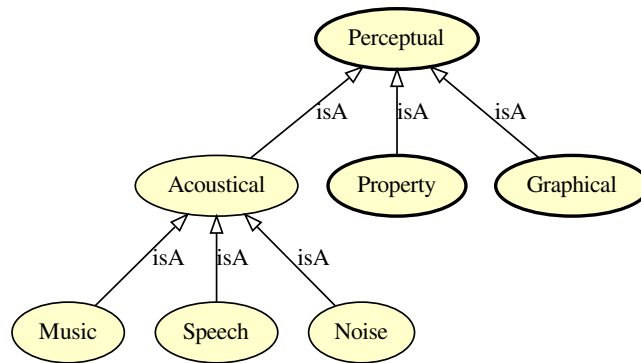 Perceptual
isA isA isA
Acoustical Property Graphical
isA isA isA
Music Speech Noise